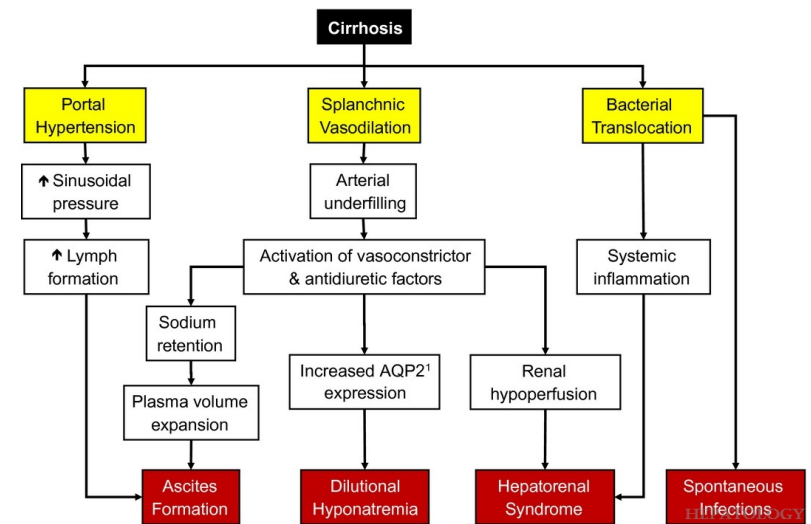 Cirrhosis
Portal
Hypertension
Splanchnic
Vasodilation
Bacterial
Translocation
🡅 Sinusoidal
pressure
Arterial
underfilling
🡅 Lymph
formation
Activation of vasoconstrictor
& antidiuretic factors
Systemic
inflammation
Sodium
retention
Increased AQP2¹
expression
Renal
hypoperfusion
Plasma volume
expansion
Ascites
Formation
Dilutional
Hyponatremia
Hepatorenal
Syndrome
Spontaneous
Infections
HEPATOLOGY